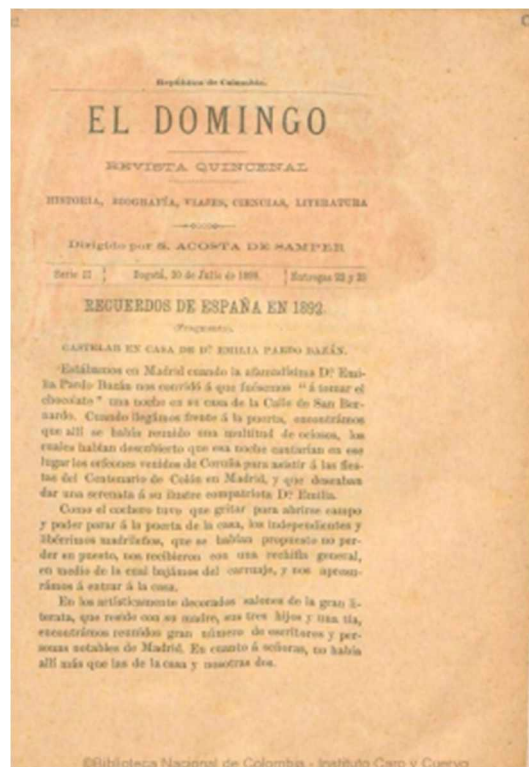 República de Colombia.
EL DOMINGO
REVISTA QUINCENAL
HISTORIA, BIOGRAFÍA, VIAJES, CIENCIAS, LITERATURA
Dirigido por S. ACOSTA DE SAMPER
Serie II Bogotá, 30 de Julio de Entregas y
RECUERDOS DE ESPAÑA EN 1892
(Fragmento).
CASTELAR EN CASA DE Dª EMILIA PARDO BAZÁN.
Estábamos en Madrid cuando la afamadísima Dª Emi-
lia Pardo Bazán nos convidó á que fuésemos "á tomar el
chocolate" una noche en su casa de la Calle de San Ber-
nardo. Cuando llegámos frente á la puerta, encontrámos
que allí se había reunido una multitud de ociosos, los
cuales habían descubierto que esa noche cantarían en ese
lugar los orfeones venidos de Coruña para asistir á las fies-
tas del Centenario de Colón en Madrid, y que deseaban
dar una serenata á su ilustre compatriota Dª Emilia.
Como el cochero tuvo que gritar para abrirse campo
y poder parar á la puerta de la casa, los independientes y
libérrimos madrileños, que se habían propuesto no per-
der su puesto, nos recibieron con una rechifla general,
en medio de la cual bajámos del carruaje, y nos apresu-
rámos á entrar á la casa.
En los artísticamente decorados salones de la gran li-
terata, que reside con su madre, sus tres hijos y una tía,
encontrámos reunidos gran número de escritores y per-
sonas notables de Madrid. En cuanto á señoras, no había
allí más que las de la casa y nosotras dos.
©Biblioteca Nacional de Colombia - Instituto Caro y Cuervo